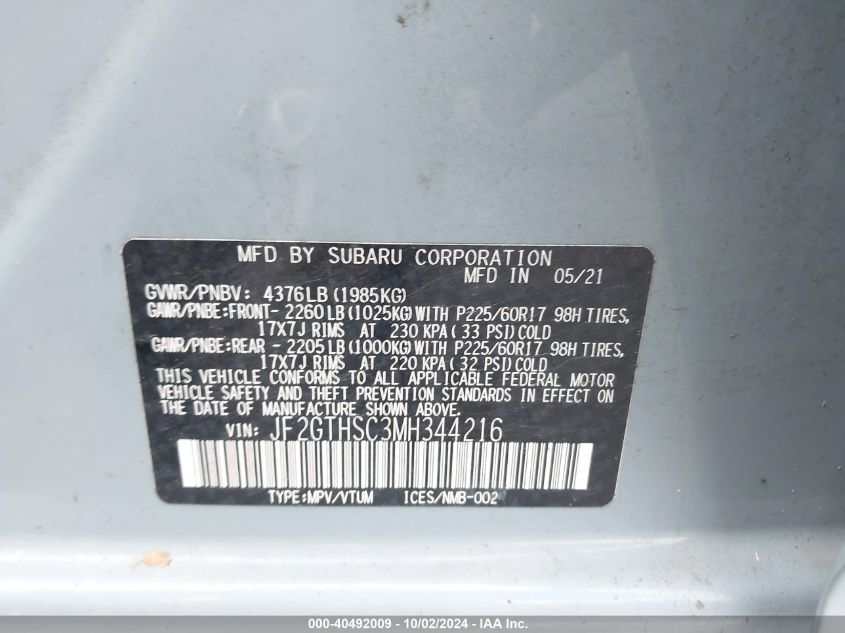 MFD BY SUBARU CORPORATION
MFD IN 05/21
GVWR/PNBV: 4376LB (1985KG)
GAWR/PNBE:FRONT- 2260 LB (1025KG) WITH P225/60R17 98H TIRES,
17X7J RIMS AT 230 KPA ( 33 PSI) COLD
GAWR/PNBE:REAR - 2205 LB (1000KG) WITH P225/60R17 98H TIRES,
17X7J RIMS AT 220 KPA ( 32 PSI) COLD
THIS VEHICLE CONFORMS TO ALL APPLICABLE FEDERAL MOTOR
VEHICLE SAFETY AND THEFT PREVENTION STANDARDS IN EFFECT ON
THE DATE OF MANUFACTURE SHOWN ABOVE.
VIN: JF2GTHSC3MH344216
TYPE:MPV/VTUM ICES/NMB-002
000-40492009 - 10/02/2024 - IAA Inc.